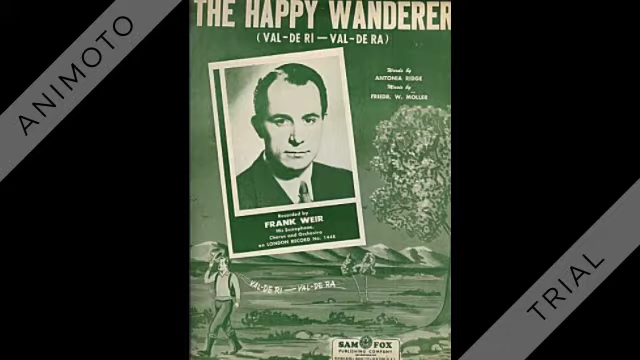 THE HAPPY WANDERER
(VAL-DE RI — VAL-DE RA)
Words by
ANTONIA RIDGE
Music by
FRIEDR. W. MOLLER
Recorded by
FRANK WEIR
His Saxophone,
Chorus and Orchestra
on LONDON RECORD No. 1448
VAL-DE RI — VAL-DE RA
SAM FOX
PUBLISHING COMPANY
ANIMOTO
TRIAL